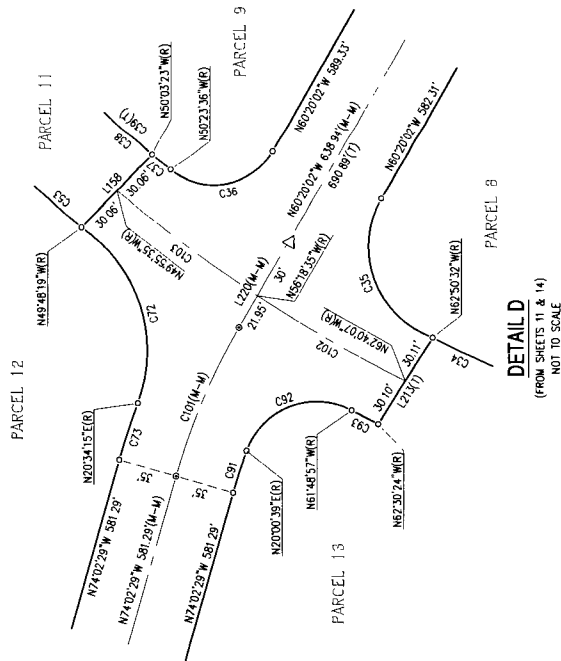 PARCEL 9
PARCEL 11
C39(T)
C38
N50°03'23"W(R)
N50°23'36"W(R)
C37
L158
30.06'
30.06'
C53
N49°48'19"W(R)
N49°55'35"W(R)
C103
C36
N60°20'02"W 589.33'
N60°20'02"W 638.94'(M-M)
690.89'(T)
L220(M-M)
30'
21.95'
N56°18'35"W(R)
N60°20'02"W 582.31'
PARCEL 8
C35
C72
PARCEL 12
N20°34'15"E(R)
C73
C101(M-M)
C102
N62°40'07"W(R)
N62°50'32"W(R)
30.11'
30.10'
L213(T)
C34
C92
C93
N61°48'57"W(R)
N62°30'24"W(R)
N20°00'39"E(R)
C91
35'
35'
N74°02'29"W 581.29'
N74°02'29"W 581.29'(M-M)
N74°02'29"W 581.29'
PARCEL 13
DETAIL D
(FROM SHEETS 11 & 14)
NOT TO SCALE